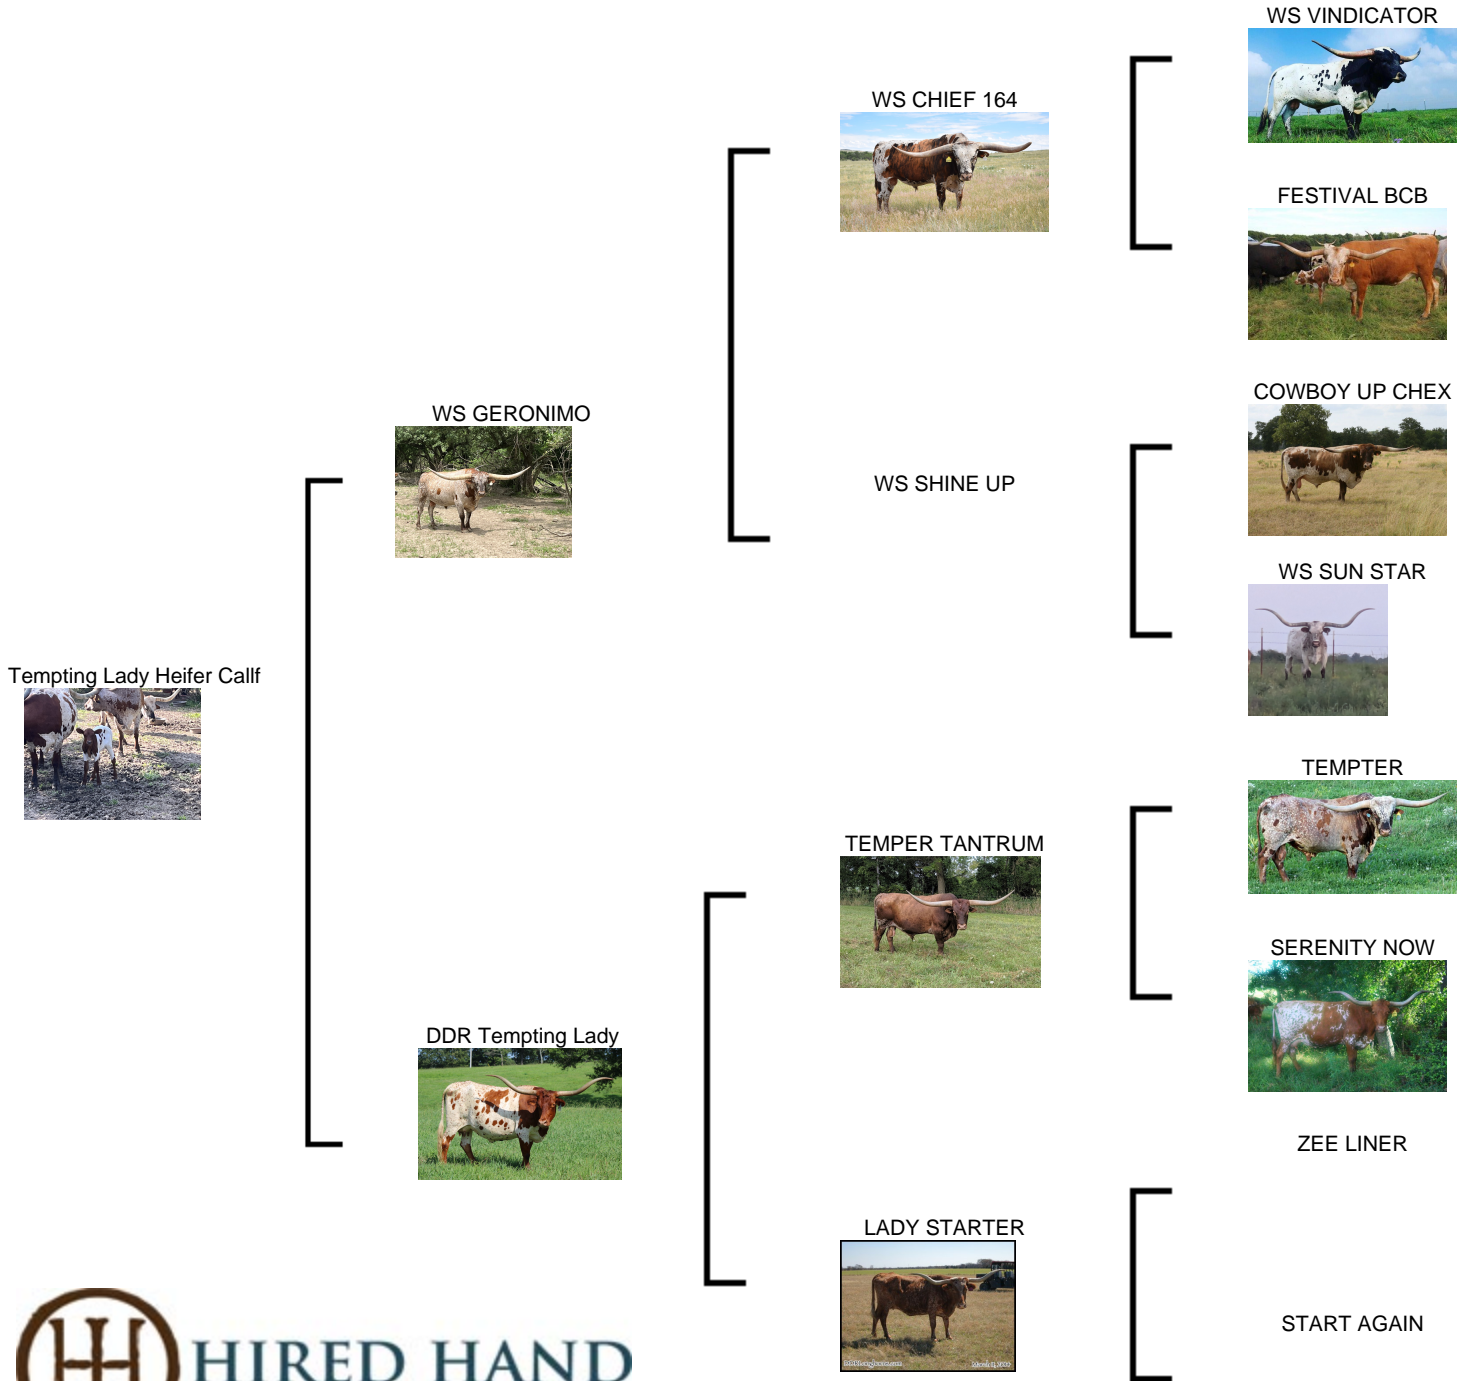 WS VINDICATOR
WS CHIEF 164
FESTIVAL BCB
COWBOY UP CHEX
WS GERONIMO
WS SHINE UP
WS SUN STAR
Tempting Lady Heifer Callf
TEMPTER
TEMPER TANTRUM
SERENITY NOW
DDR Tempting Lady
ZEE LINER
LADY STARTER
START AGAIN
HIRED HAND